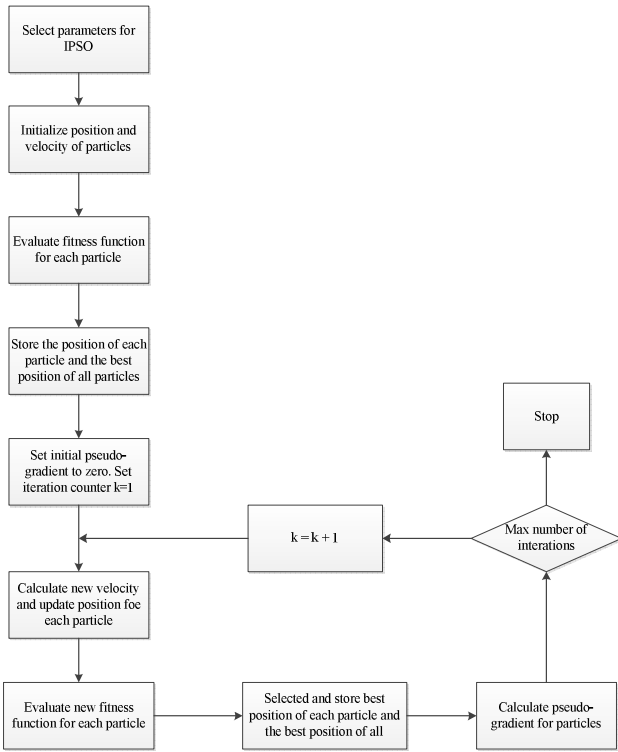 Select parameters for
IPSO
Initialize position and
velocity of particles
Evaluate fitness function
for each particle
Store the position of each
particle and the best
position of all particles
Set initial pseudo-
gradient to zero. Set
iteration counter k=1
Stop
Max number of
interations
k = k + 1
Calculate new velocity
and update position foe
each particle
Evaluate new fitness
function for each particle
Selected and store best
position of each particle and
the best position of all
Calculate pseudo-
gradient for particles